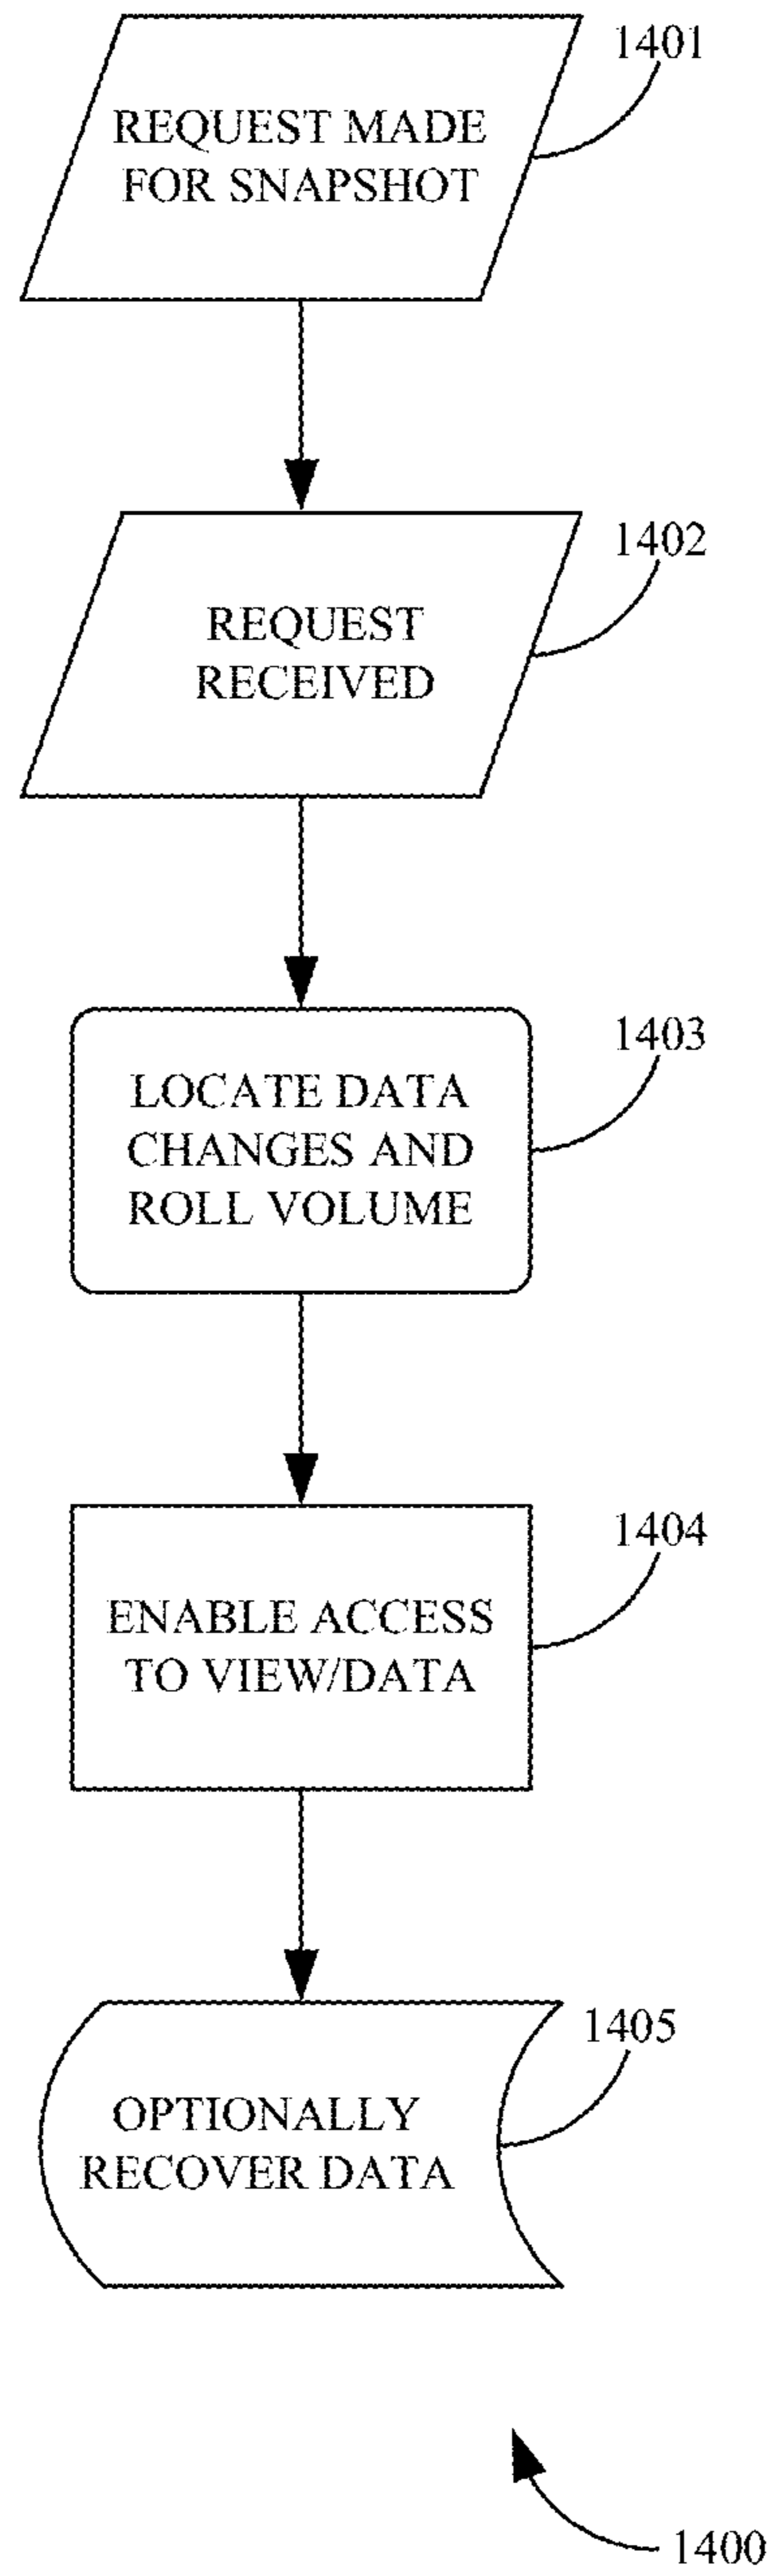 1401
REQUEST MADE
FOR SNAPSHOT
1402
REQUEST
RECEIVED
1403
LOCATE DATA
CHANGES AND
ROLL VOLUME
1404
ENABLE ACCESS
TO VIEW/DATA
1405
OPTIONALLY
RECOVER DATA
1400